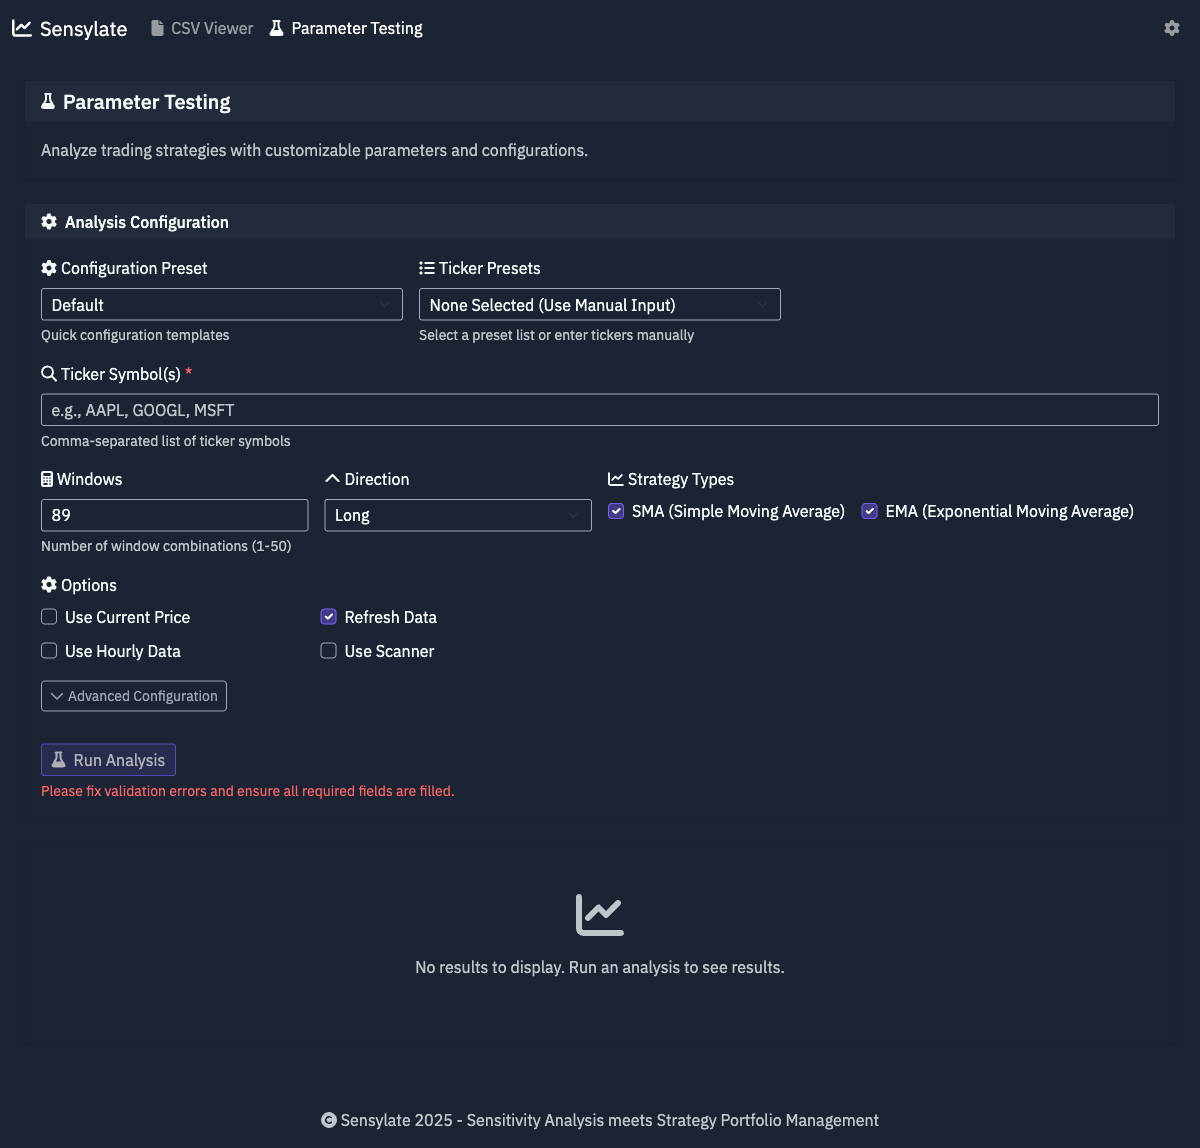 Sensylate CSV Viewer Parameter Testing
Parameter Testing
Analyze trading strategies with customizable parameters and configurations.
Analysis Configuration
Configuration Preset Ticker Presets
Default None Selected (Use Manual Input)
Quick configuration templates Select a preset list or enter tickers manually
Ticker Symbol(s) *
e.g., AAPL, GOOGL, MSFT
Comma-separated list of ticker symbols
Windows Direction Strategy Types
89 Long SMA (Simple Moving Average) EMA (Exponential Moving Average)
Number of window combinations (1-50)
Options
Use Current Price Refresh Data
Use Hourly Data Use Scanner
Advanced Configuration
Run Analysis
Please fix validation errors and ensure all required fields are filled.
No results to display. Run an analysis to see results.
© Sensylate 2025 - Sensitivity Analysis meets Strategy Portfolio Management